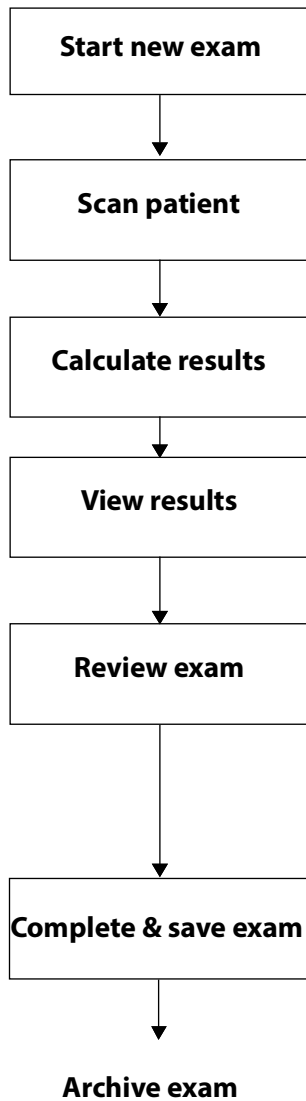 Start new exam
Scan patient
Calculate results
View results
Review exam
Complete & save exam
Archive exam